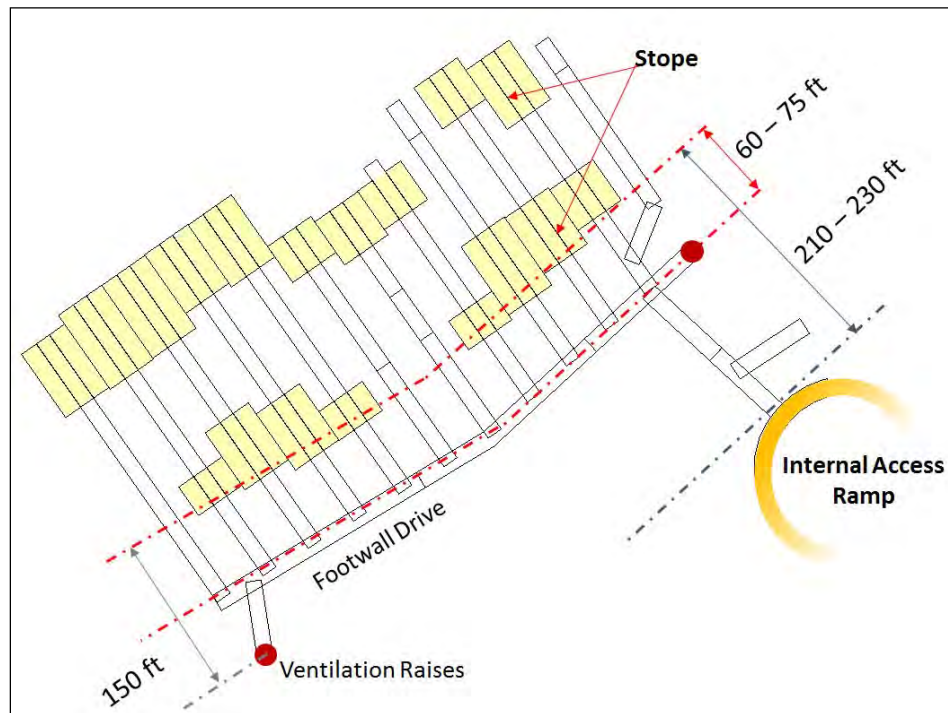 Stope
60 – 75 ft
210 – 230 ft
Internal Access
Ramp
Footwall Drive
150 ft
Ventilation Raises